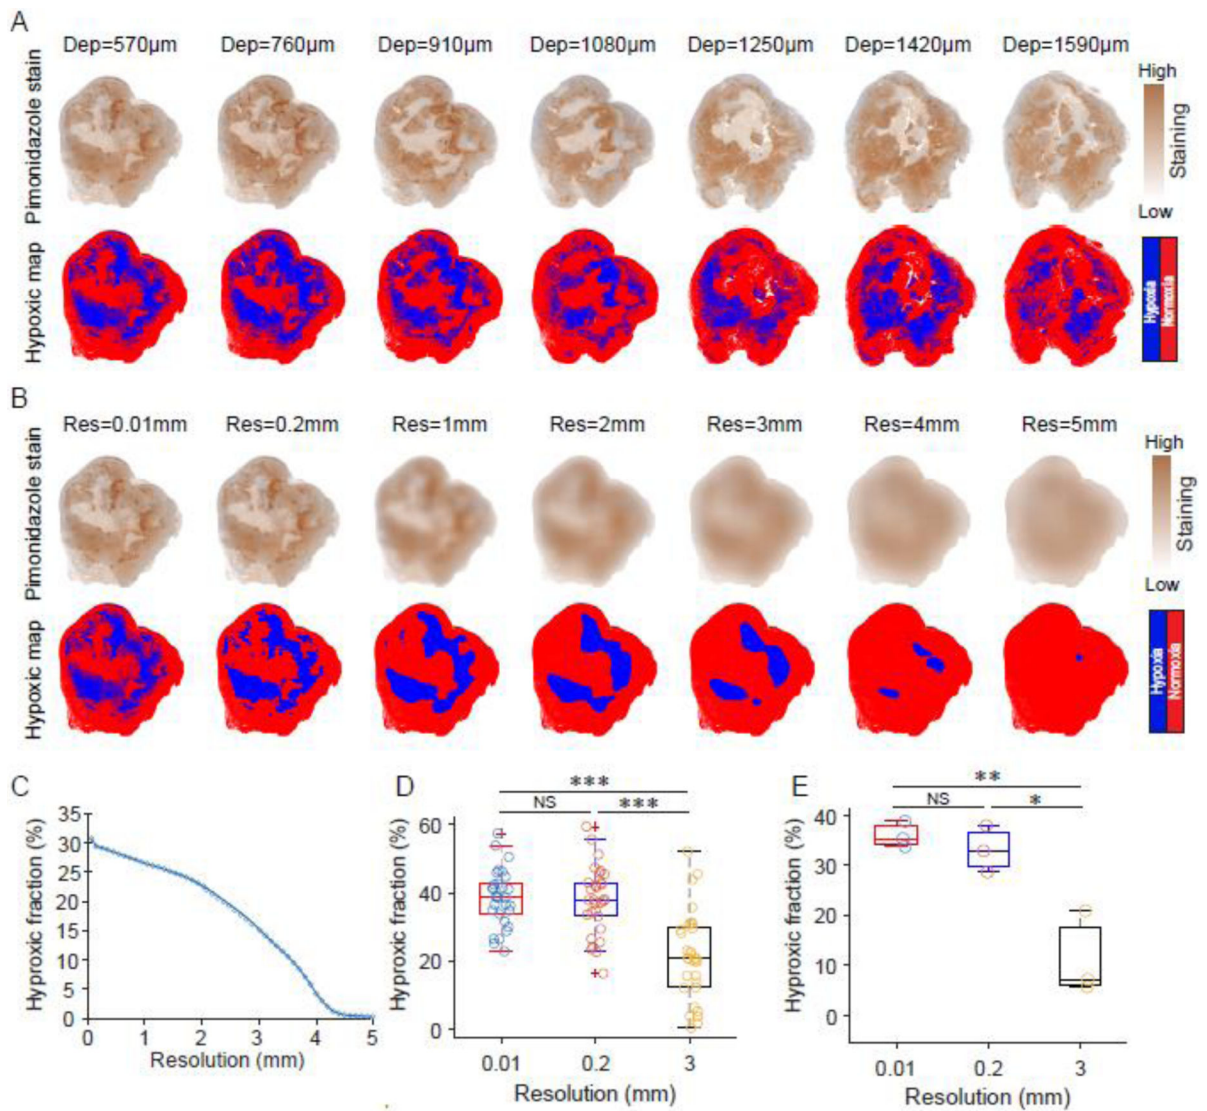 A
Dep=570μm Dep=760μm Dep=910μm Dep=1080μm Dep=1250μm Dep=1420μm Dep=1590μm
Pimonidazole stain
High
Staining
Low
Hypoxic map
Hypoxia
Normoxia
B
Res=0.01mm Res=0.2mm Res=1mm Res=2mm Res=3mm Res=4mm Res=5mm
Pimonidazole stain
High
Staining
Low
Hypoxic map
Hypoxia
Normoxia
C
Hyproxic fraction (%)
35
30
25
20
15
10
5
0
0 1 2 3 4 5
Resolution (mm)
D
***
NS ***
Hyproxic fraction (%)
60
40
20
0
0.01 0.2 3
Resolution (mm)
E
**
NS *
Hyproxic fraction (%)
40
30
20
10
0
0.01 0.2 3
Resolution (mm)